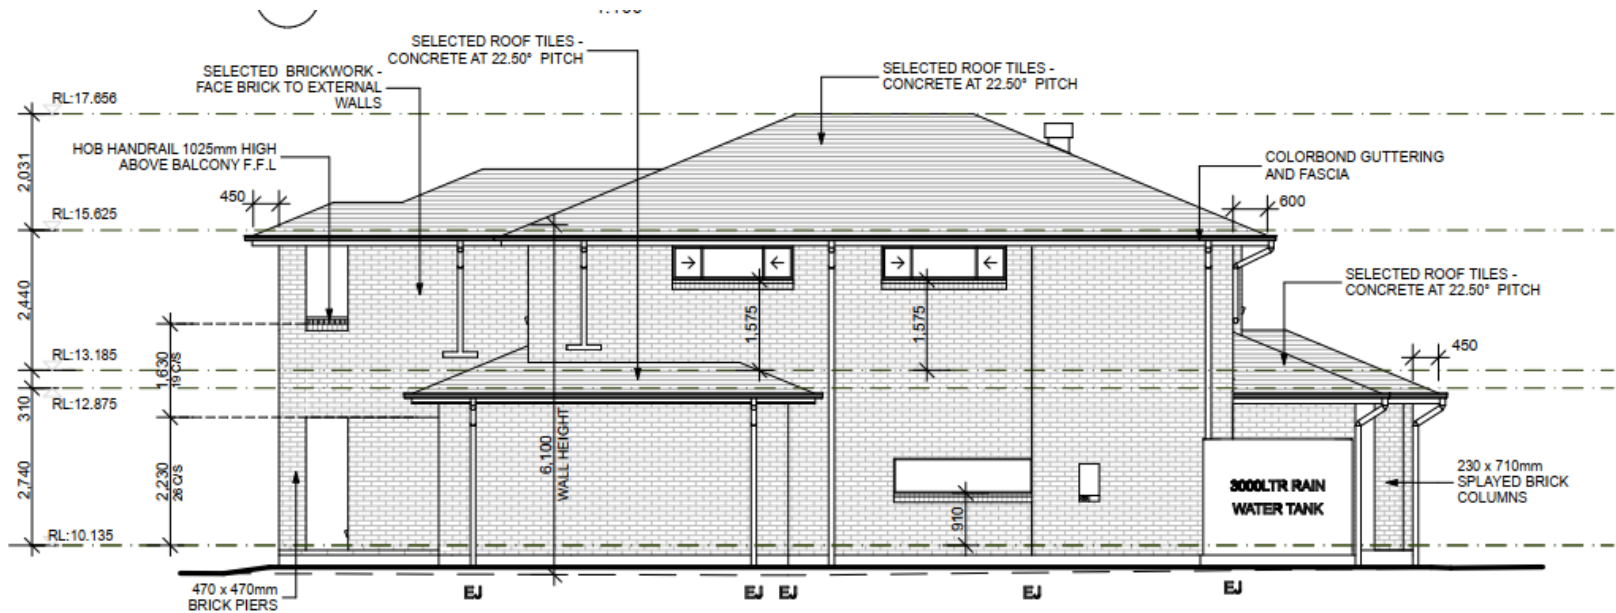 SELECTED ROOF TILES -
CONCRETE AT 22.50° PITCH
SELECTED BRICKWORK -
FACE BRICK TO EXTERNAL
WALLS
SELECTED ROOF TILES -
CONCRETE AT 22.50° PITCH
RL:17.656
HOB HANDRAIL 1025mm HIGH
ABOVE BALCONY F.F.L
COLORBOND GUTTERING
AND FASCIA
2,031
450
600
RL:15.625
SELECTED ROOF TILES -
CONCRETE AT 22.50° PITCH
2,440
1,575
1,575
450
RL:13.185
1,630
19 C/S
310
RL:12.875
6,100
WALL HEIGHT
2,740
2,230
26 C/S
910
3000LTR RAIN
WATER TANK
230 x 710mm
SPLAYED BRICK
COLUMNS
RL:10.135
470 x 470mm
BRICK PIERS
EJ
EJ
EJ
EJ
EJ